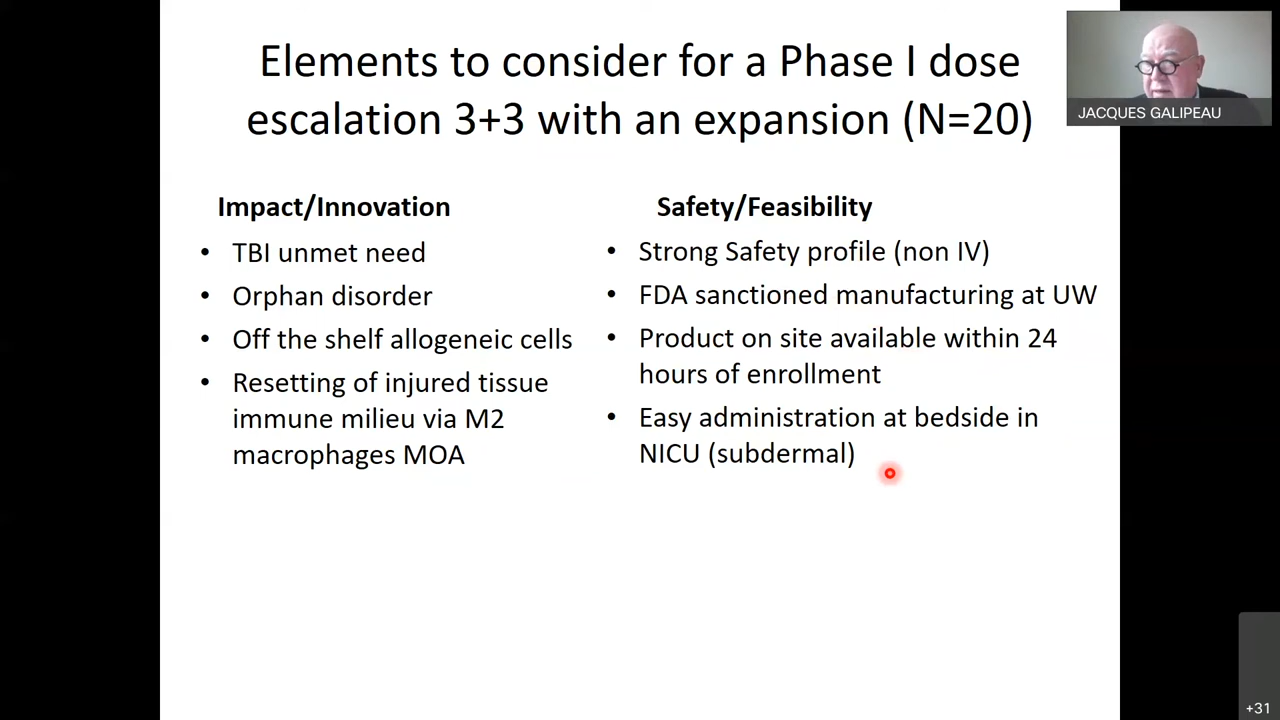 Elements to consider for a Phase I dose
escalation 3+3 with an expansion (N=20)
JACQUES GALIPEAU
Impact/Innovation
• TBI unmet need
• Orphan disorder
• Off the shelf allogeneic cells
• Resetting of injured tissue
immune milieu via M2
macrophages MOA
Safety/Feasibility
• Strong Safety profile (non IV)
• FDA sanctioned manufacturing at UW
• Product on site available within 24
hours of enrollment
• Easy administration at bedside in
NICU (subdermal)
+31